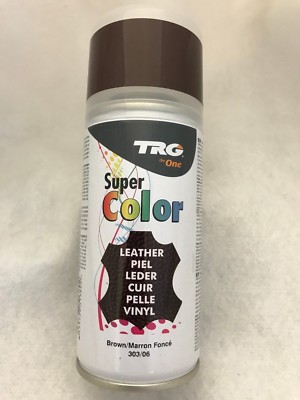 TRG
the One
Super
Color
LEATHER
PIEL
LEDER
CUIR
PELLE
VINYL
Brown/Marron Foncé
303/06